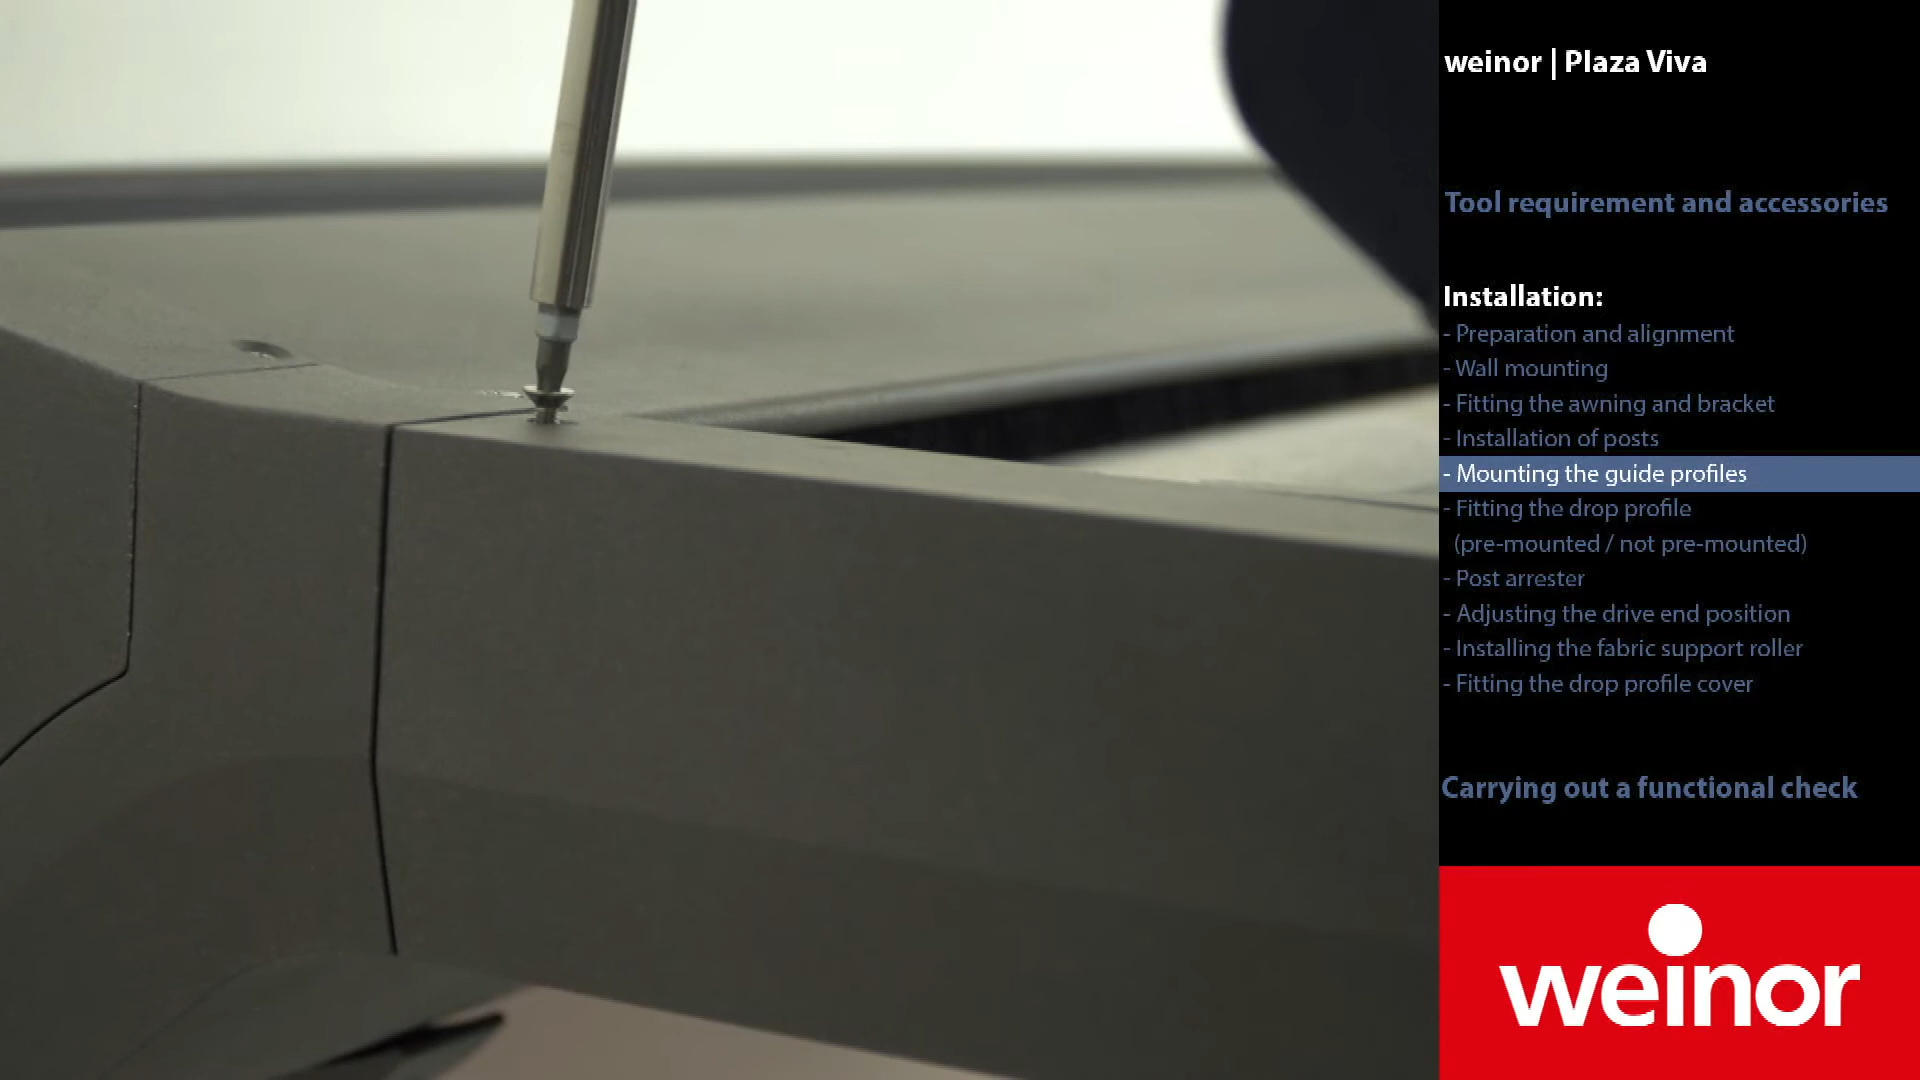 weinor | Plaza Viva
Tool requirement and accessories
Installation:
- Preparation and alignment
- Wall mounting
- Fitting the awning and bracket
- Installation of posts
- Mounting the guide profiles
- Fitting the drop profile
(pre-mounted / not pre-mounted)
- Post arrester
- Adjusting the drive end position
- Installing the fabric support roller
- Fitting the drop profile cover
Carrying out a functional check
weinor